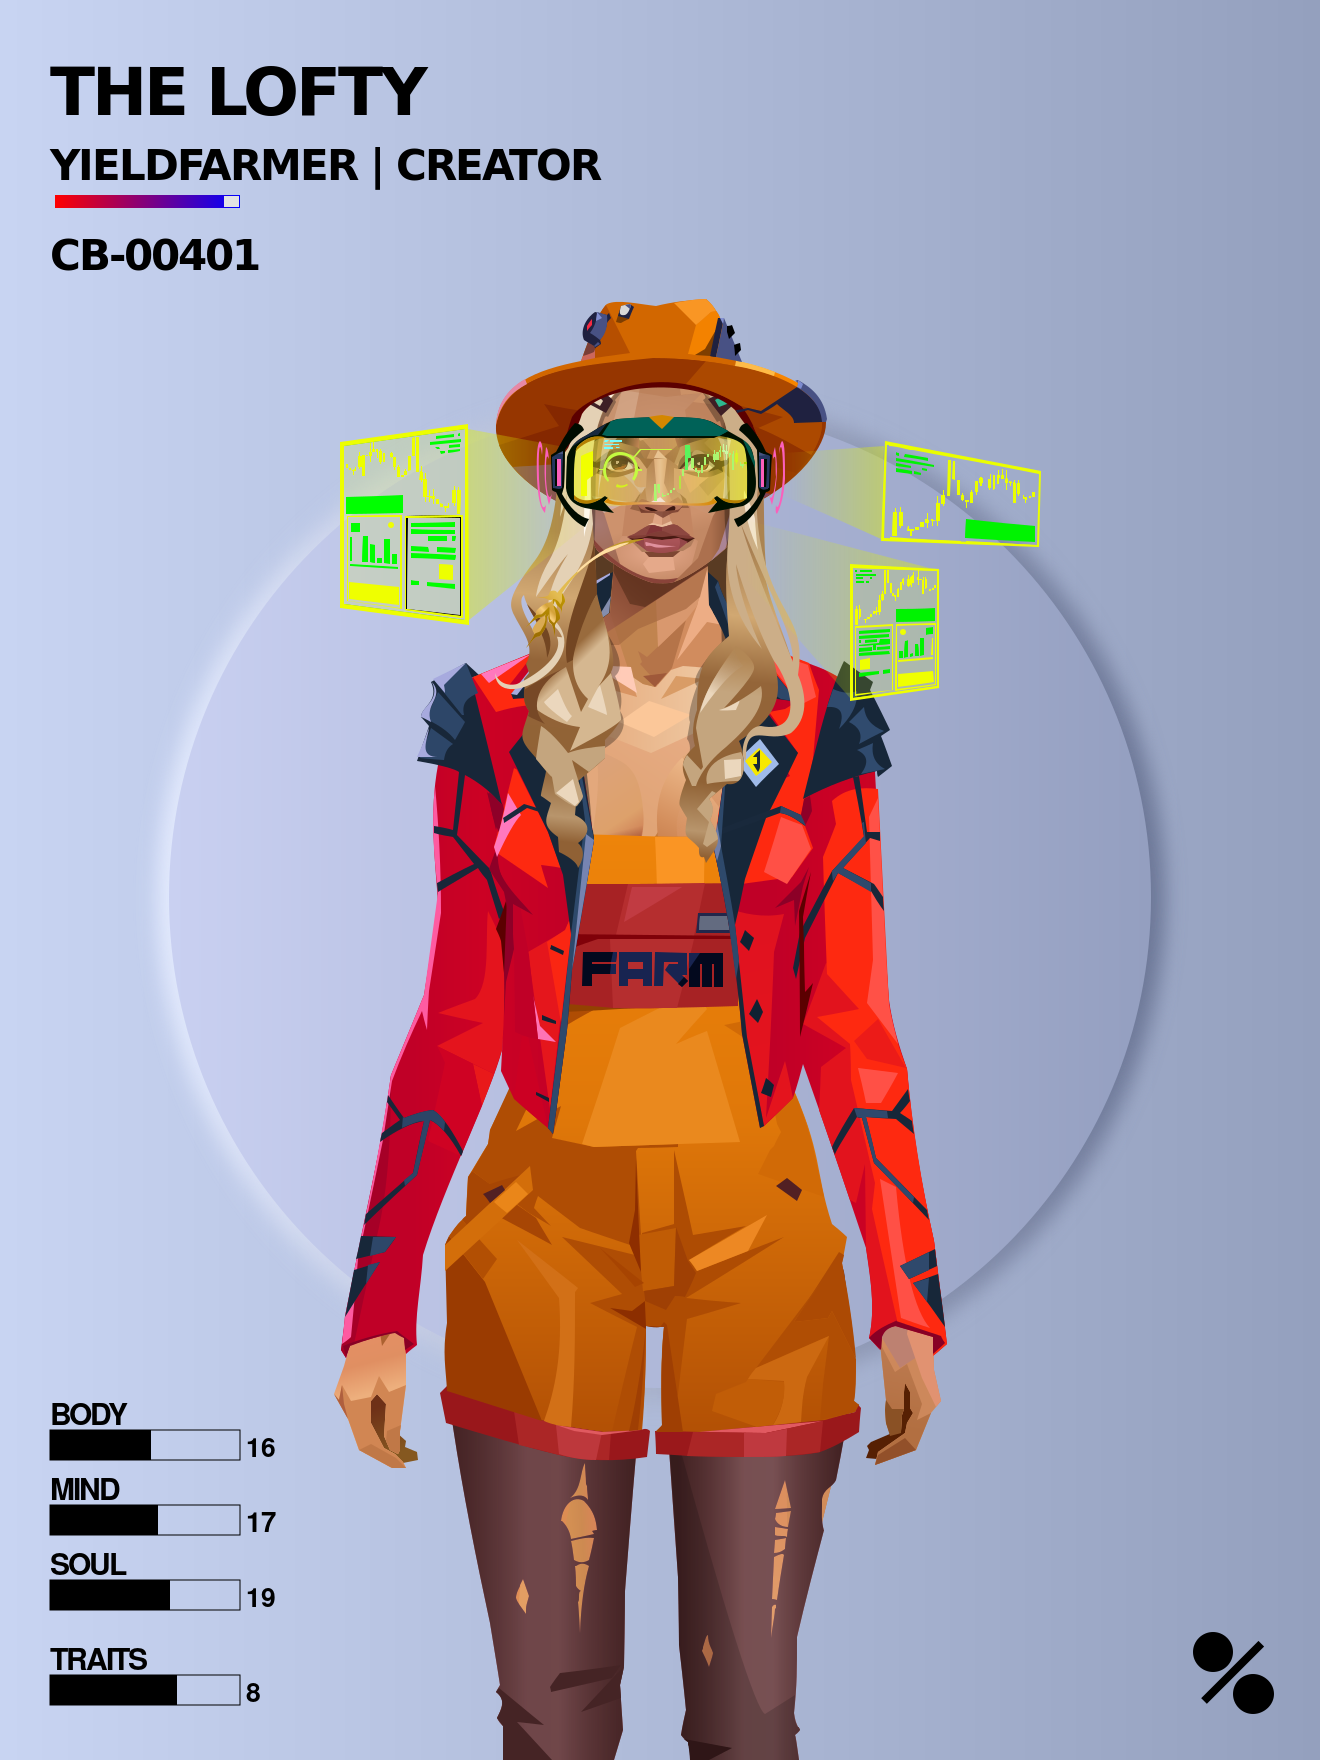 THE LOFTY
YIELDFARMER | CREATOR
CB-00401
FARM
BODY
16
MIND
17
SOUL
19
TRAITS
8
%